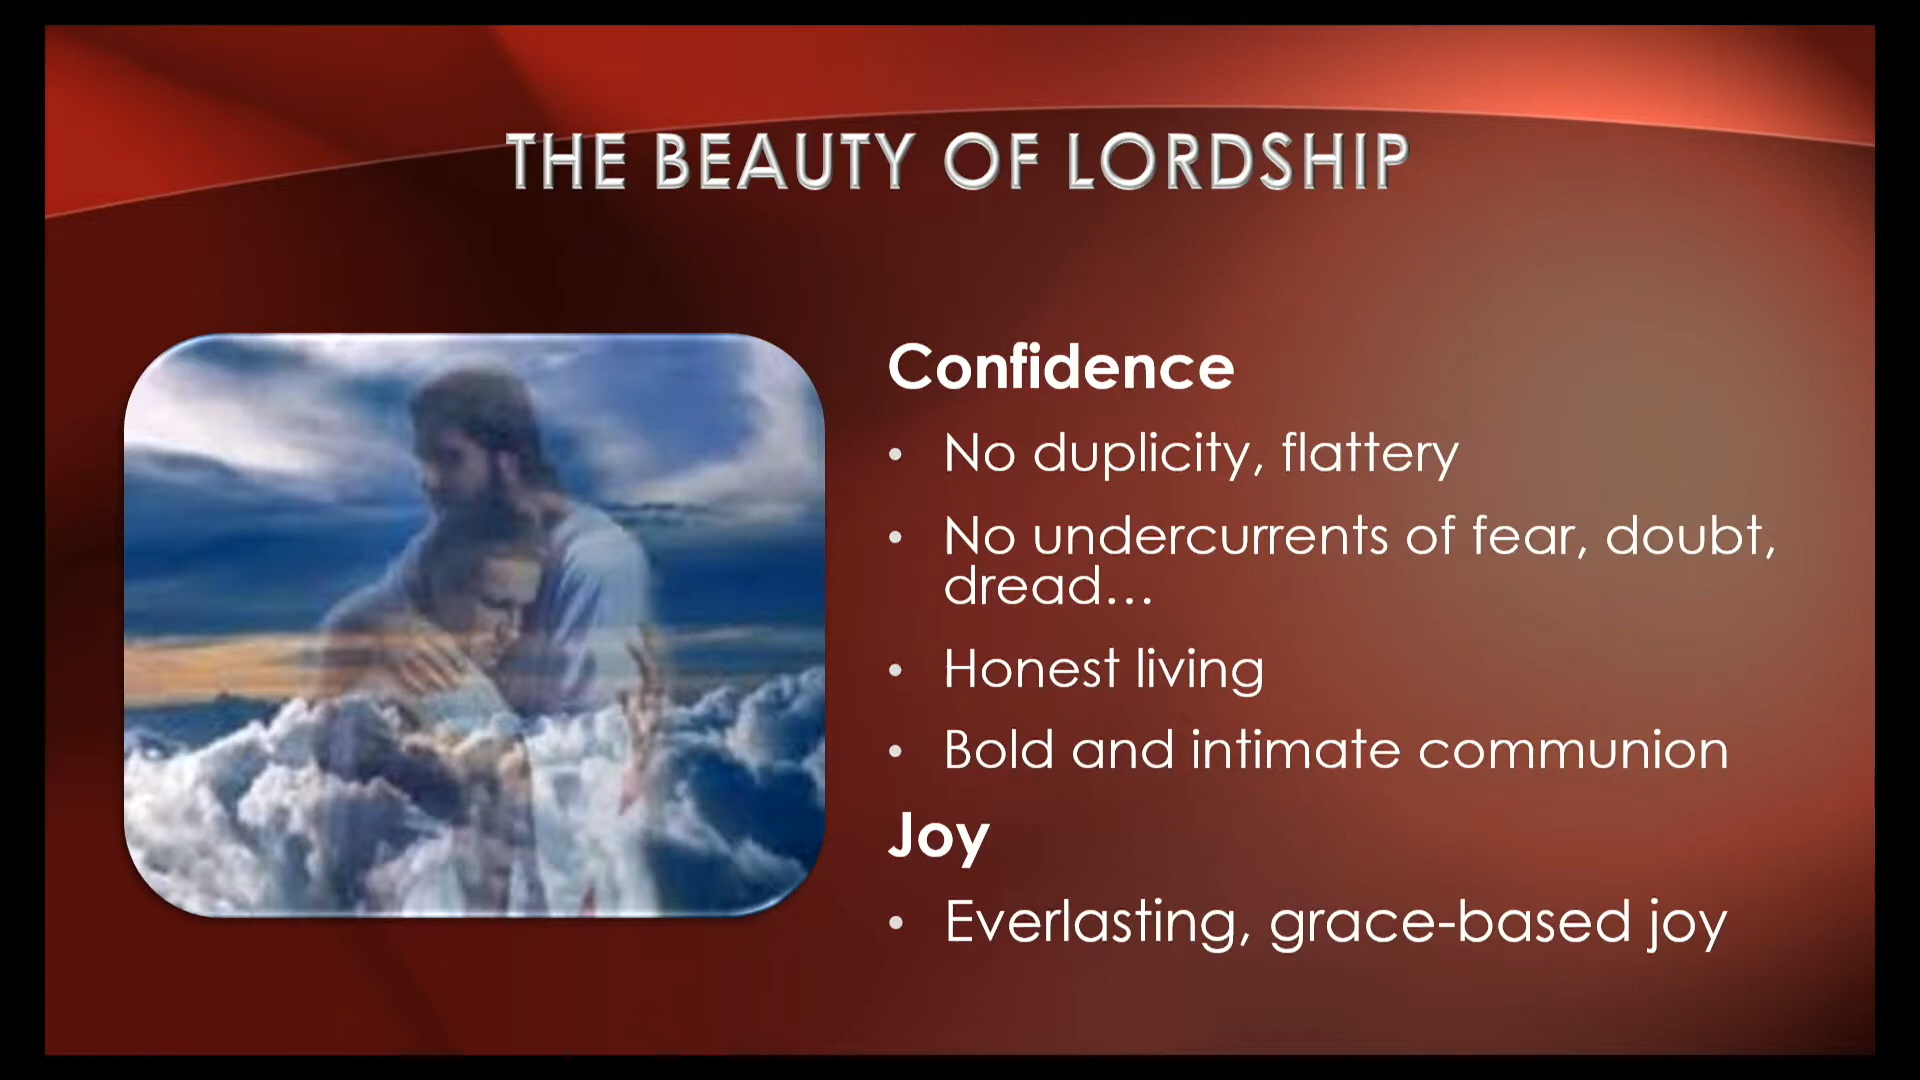 THE BEAUTY OF LORDSHIP
Confidence
• No duplicity, flattery
• No undercurrents of fear, doubt,
dread…
• Honest living
• Bold and intimate communion
Joy
• Everlasting, grace-based joy